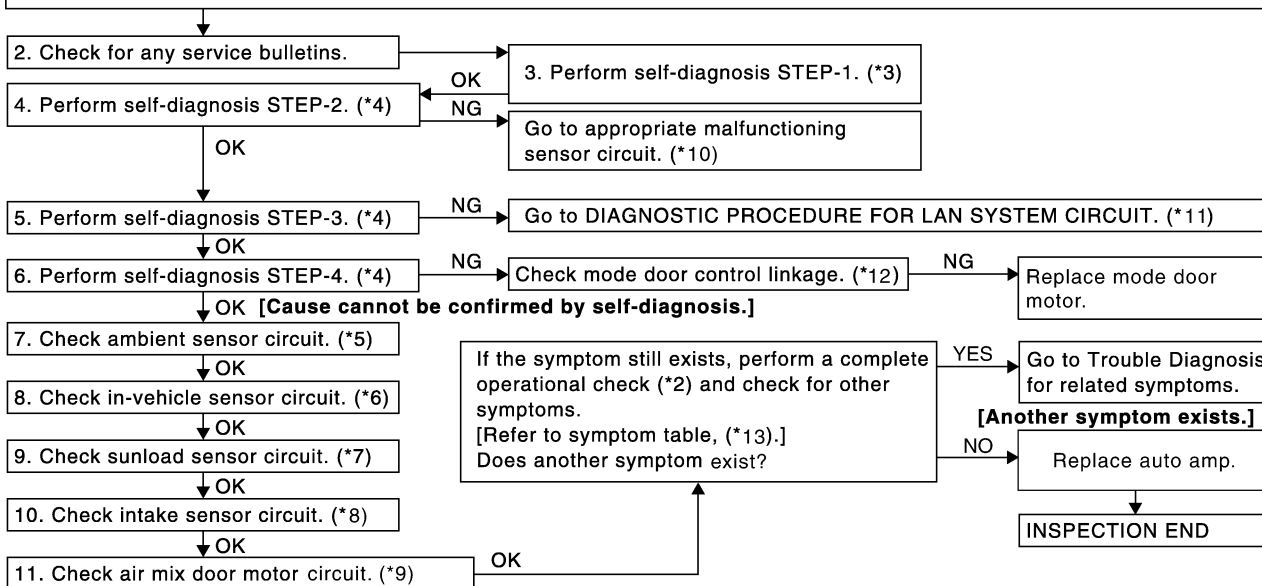 2. Check for any service bulletins.
3. Perform self-diagnosis STEP-1. (*3)
OK
4. Perform self-diagnosis STEP-2. (*4)
NG
Go to appropriate malfunctioning
sensor circuit. (*10)
OK
5. Perform self-diagnosis STEP-3. (*4)
NG
Go to DIAGNOSTIC PROCEDURE FOR LAN SYSTEM CIRCUIT. (*11)
OK
6. Perform self-diagnosis STEP-4. (*4)
NG
Check mode door control linkage. (*12)
NG
Replace mode door
motor.
OK [Cause cannot be confirmed by self-diagnosis.]
7. Check ambient sensor circuit. (*5)
OK
8. Check in-vehicle sensor circuit. (*6)
OK
9. Check sunload sensor circuit. (*7)
OK
10. Check intake sensor circuit. (*8)
OK
11. Check air mix door motor circuit. (*9)
OK
If the symptom still exists, perform a complete
operational check (*2) and check for other
symptoms.
[Refer to symptom table, (*13).]
Does another symptom exist?
YES
Go to Trouble Diagnosis
for related symptoms.
[Another symptom exists.]
NO
Replace auto amp.
INSPECTION END